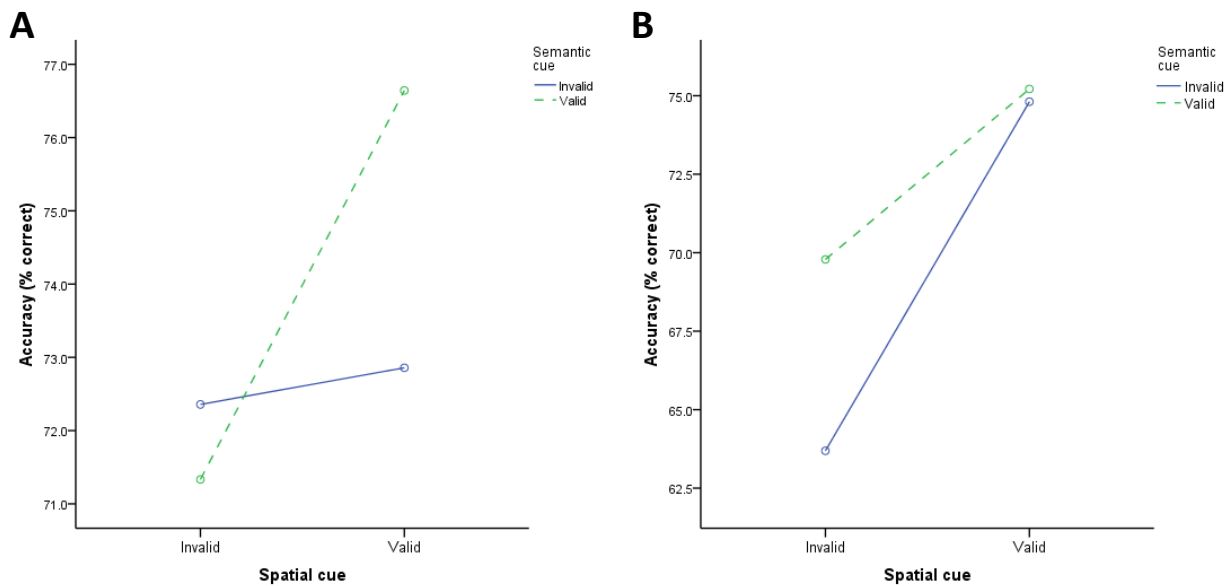 A
Accuracy (% correct)
77.0
76.0
75.0
74.0
73.0
72.0
71.0
Invalid
Valid
Spatial cue
Semantic
cue
Invalid
Valid
B
Accuracy (% correct)
75.0
72.5
70.0
67.5
65.0
62.5
Invalid
Valid
Spatial cue
Semantic
cue
Invalid
Valid